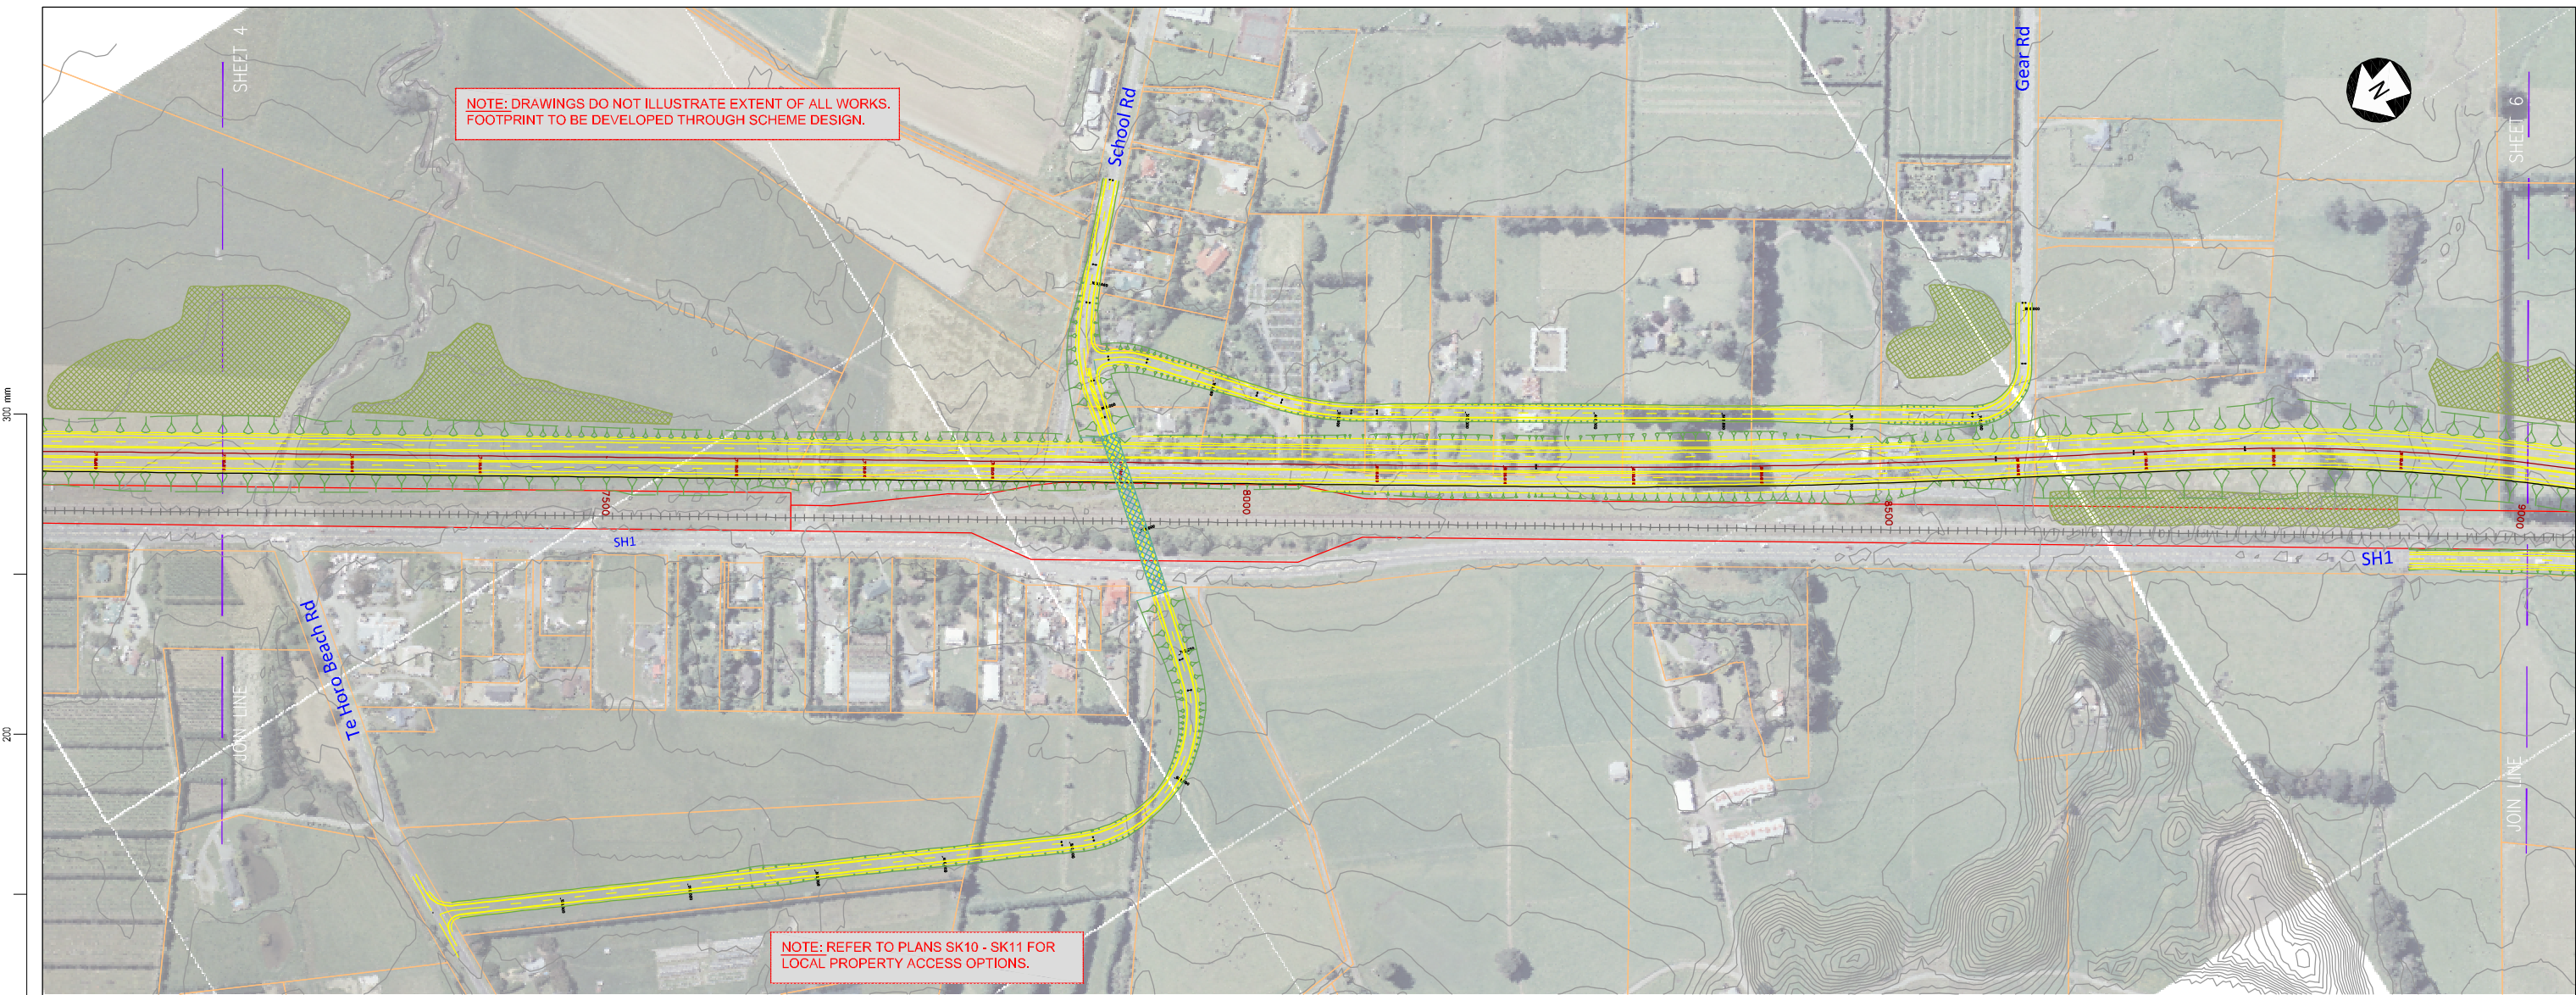 SHEET 4
NOTE: DRAWINGS DO NOT ILLUSTRATE EXTENT OF ALL WORKS.
FOOTPRINT TO BE DEVELOPED THROUGH SCHEME DESIGN.
School Rd
Gear Rd
N
SHEET 6
300 mm
7500
8000
8500
9000
SH1
SH1
Te Horo Beach Rd
JOIN LINE
200
JOIN LINE
NOTE: REFER TO PLANS SK10 - SK11 FOR
LOCAL PROPERTY ACCESS OPTIONS.